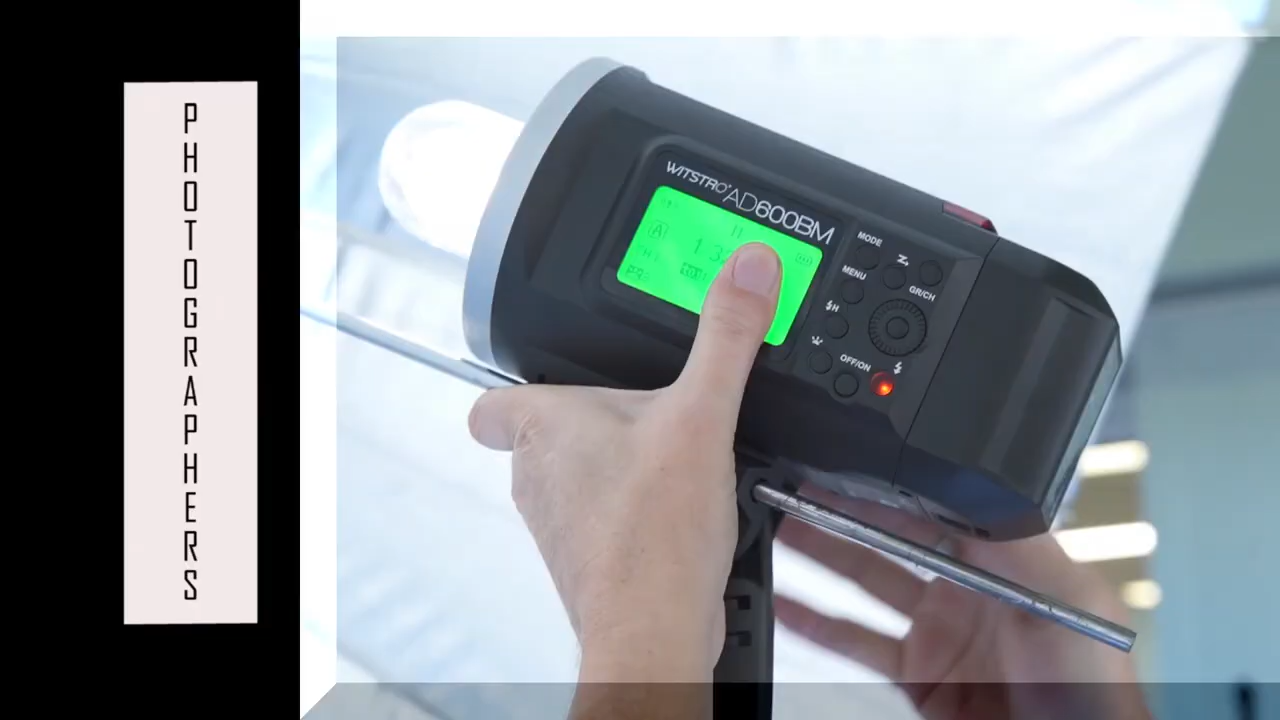 PHOTOGRAPHERS
WITSTRO
AD600BM
MODE
MENU
GR/CH
H
OFF/ON